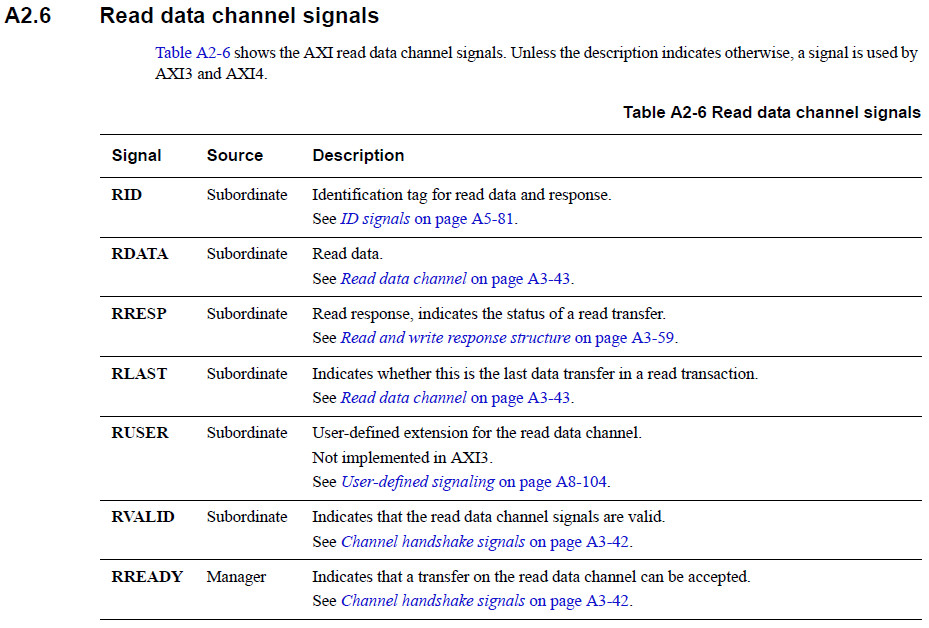 A2.6 Read data channel signals
Table A2-6 shows the AXI read data channel signals. Unless the description indicates otherwise, a signal is used by
AXI3 and AXI4.
Table A2-6 Read data channel signals
Signal Source Description
RID Subordinate Identification tag for read data and response.
See ID signals on page A5-81.
RDATA Subordinate Read data.
See Read data channel on page A3-43.
RRESP Subordinate Read response, indicates the status of a read transfer.
See Read and write response structure on page A3-59.
RLAST Subordinate Indicates whether this is the last data transfer in a read transaction.
See Read data channel on page A3-43.
RUSER Subordinate User-defined extension for the read data channel.
Not implemented in AXI3.
See User-defined signaling on page A8-104.
RVALID Subordinate Indicates that the read data channel signals are valid.
See Channel handshake signals on page A3-42.
RREADY Manager Indicates that a transfer on the read data channel can be accepted.
See Channel handshake signals on page A3-42.